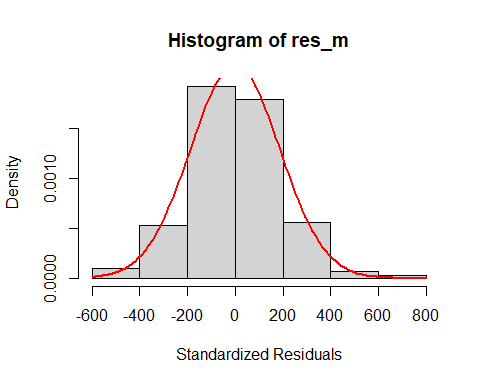 Histogram of res_m
Density
0.0010
0.0000
-600 -400 -200 0 200 400 600 800
Standardized Residuals